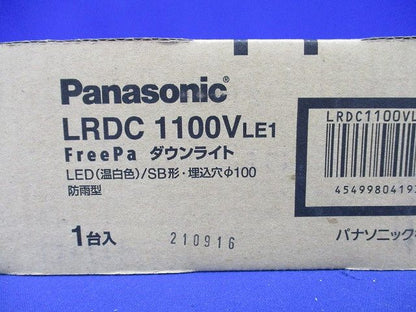 Panasonic®
LRDC 1100VLE1
FreePa ダウンライト
LED(温白色)/SB形・埋込穴φ100
防雨型
1台入
210916
LRDC1100VL
454998041
パナソニック